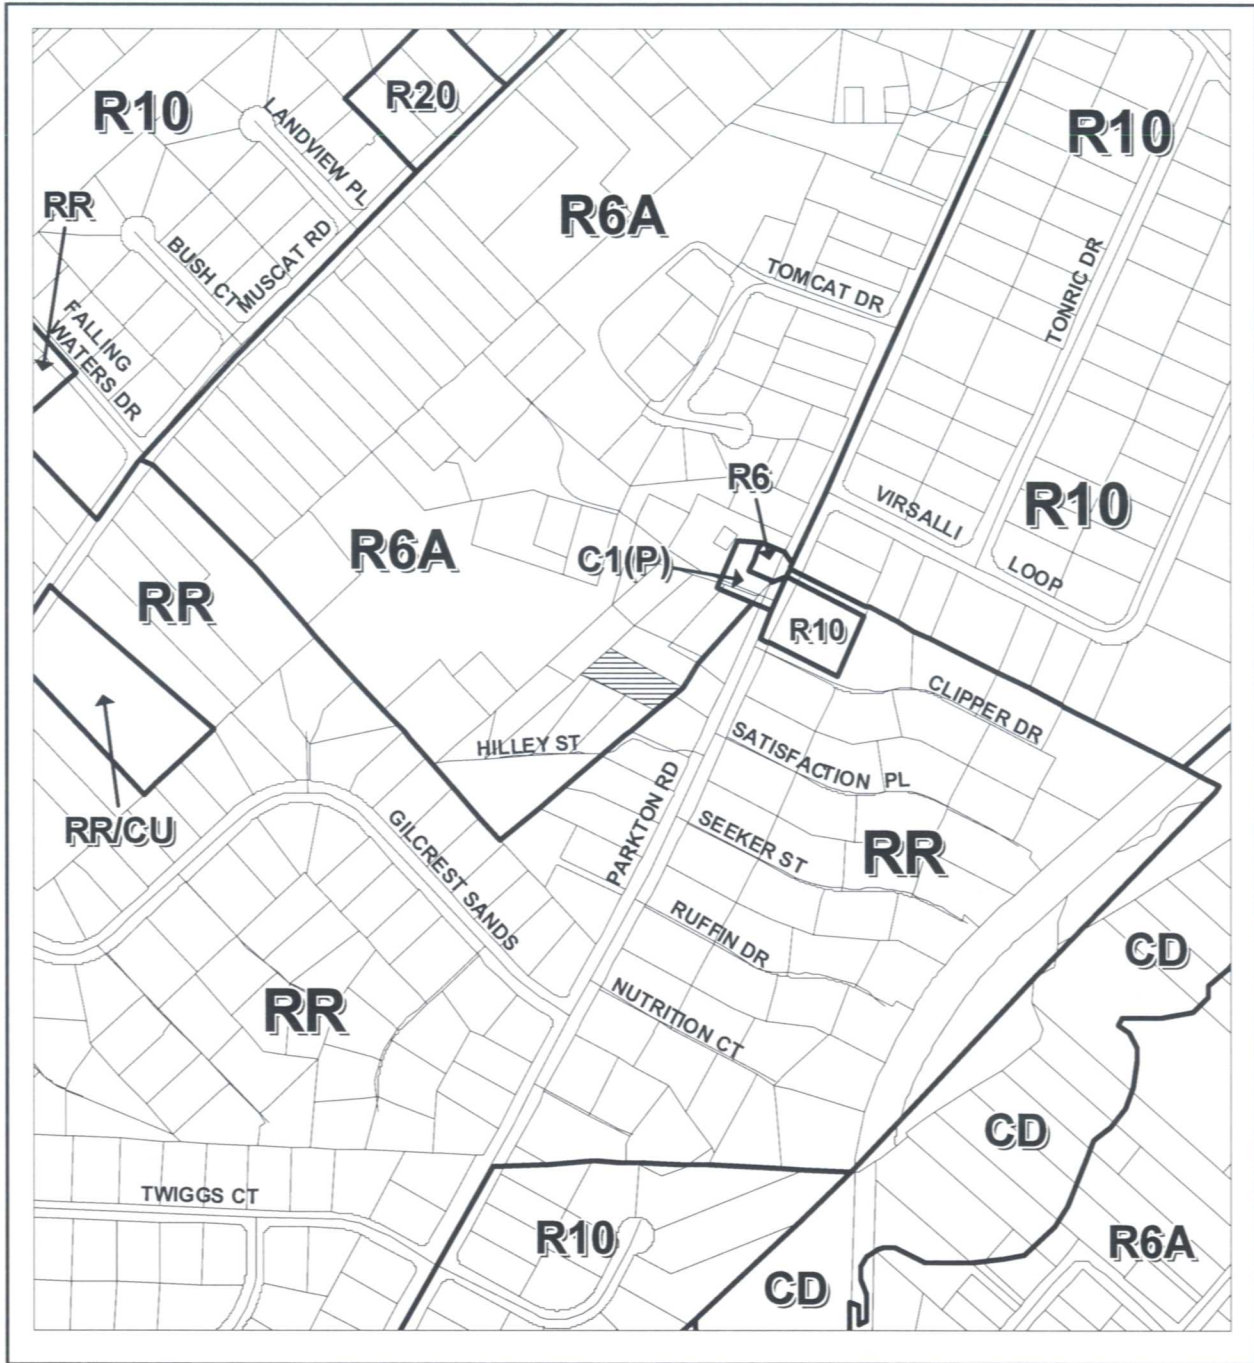 R20
R10
R10
LANDVIEW PL
RR
R6A
BUSH CT
MUSCAT RD
TOMCAT DR
TONRIC DR
FALLING
WATERS DR
R6
VIRSALLI
R10
R6A
C1(P)
LOOP
RR
R10
CLIPPER DR
HILLEY ST
SATISFACTION PL
RR/CU
GILCREST SANDS
PARKTON RD
SEEKER ST
RR
RUFFIN DR
CD
RR
NUTRITION CT
CD
TWIGGS CT
R10
R6A
CD